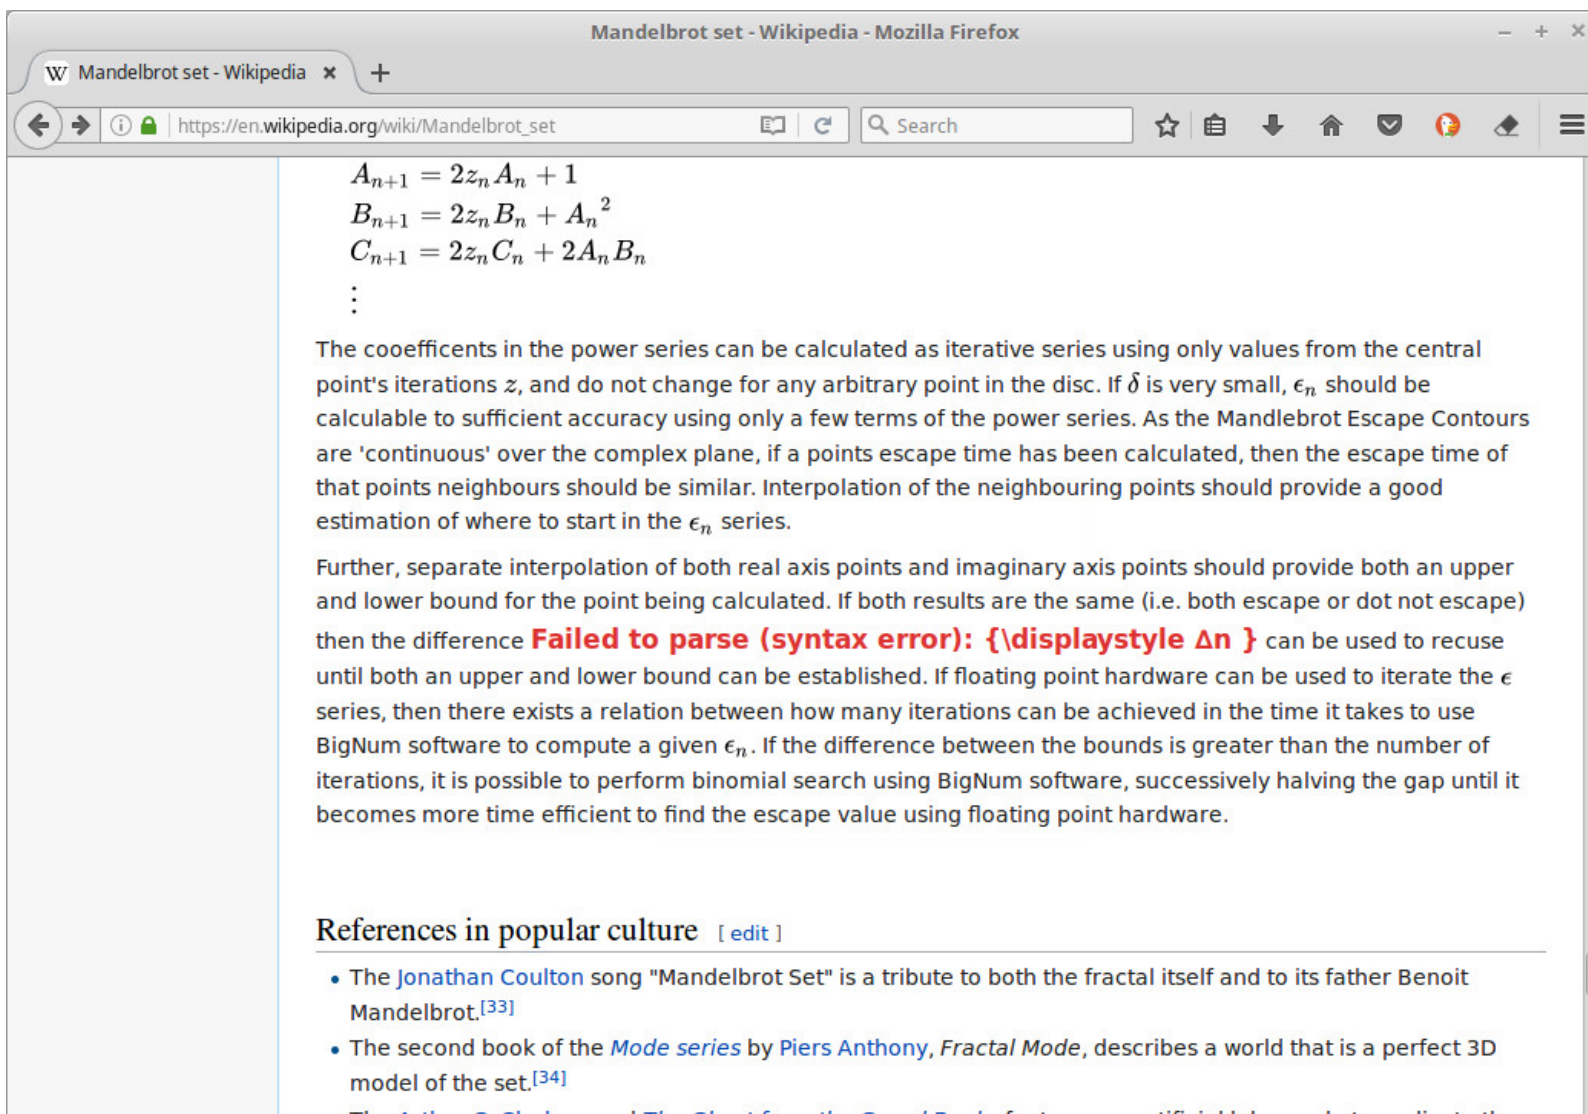 Mandelbrot set - Wikipedia - Mozilla Firefox
W Mandelbrot set - Wikipedia
https://en.wikipedia.org/wiki/Mandelbrot_set
Search
Aₙ₊₁ = 2zₙAₙ + 1
Bₙ₊₁ = 2zₙBₙ + Aₙ²
Cₙ₊₁ = 2zₙCₙ + 2AₙBₙ
⋮
The cooefficents in the power series can be calculated as iterative series using only values from the central
point's iterations z, and do not change for any arbitrary point in the disc. If δ is very small, ϵₙ should be
calculable to sufficient accuracy using only a few terms of the power series. As the Mandlebrot Escape Contours
are 'continuous' over the complex plane, if a points escape time has been calculated, then the escape time of
that points neighbours should be similar. Interpolation of the neighbouring points should provide a good
estimation of where to start in the ϵₙ series.
Further, separate interpolation of both real axis points and imaginary axis points should provide both an upper
and lower bound for the point being calculated. If both results are the same (i.e. both escape or dot not escape)
then the difference Failed to parse (syntax error): {\displaystyle Δn } can be used to recuse
until both an upper and lower bound can be established. If floating point hardware can be used to iterate the ϵ
series, then there exists a relation between how many iterations can be achieved in the time it takes to use
BigNum software to compute a given ϵₙ. If the difference between the bounds is greater than the number of
iterations, it is possible to perform binomial search using BigNum software, successively halving the gap until it
becomes more time efficient to find the escape value using floating point hardware.
References in popular culture [ edit ]
• The Jonathan Coulton song "Mandelbrot Set" is a tribute to both the fractal itself and to its father Benoit
Mandelbrot.[33]
• The second book of the Mode series by Piers Anthony, Fractal Mode, describes a world that is a perfect 3D
model of the set.[34]